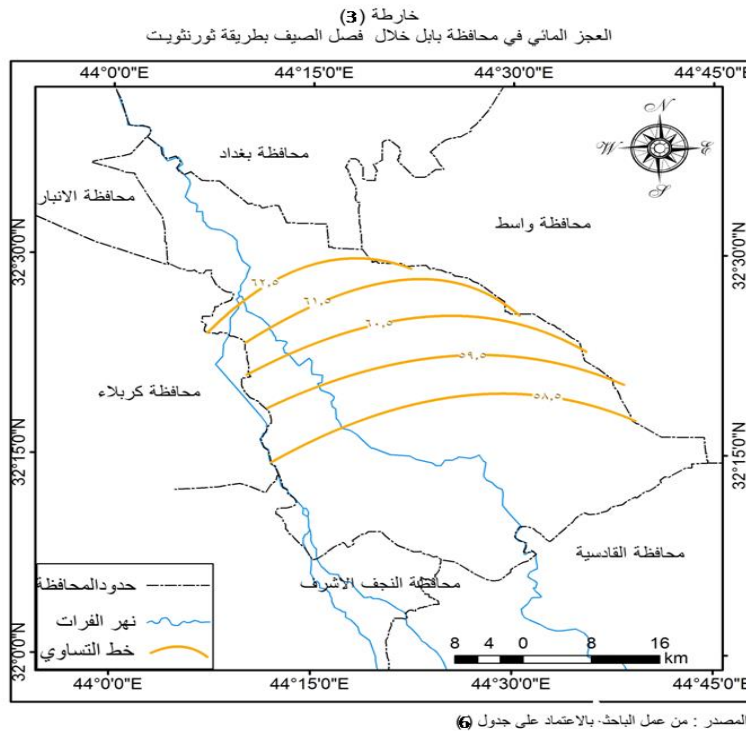 خارطة (3)
العجز المائي في محافظة بابل خلال فصل الصيف بطريقة ثورنثويت
44°0'0"E 44°15'0"E 44°30'0"E 44°45'0"E
N
W E
S
محافظة بغداد
محافظة الانبار
محافظة واسط
32°30'0"N 32°30'0"N
٦٢,٥
٦١,٥
٦٠,٥
٥٩,٥
٥٨,٥
محافظة كربلاء
32°15'0"N 32°15'0"N
محافظة القادسية
محافظة النجف الاشرف
حدودالمحافظة
نهر الفرات
خط التساوي
8 4 0 8 16
km
32°0'0"N 32°0'0"N
44°0'0"E 44°15'0"E 44°30'0"E 44°45'0"E
المصدر : من عمل الباحث بالاعتماد على جدول (6)